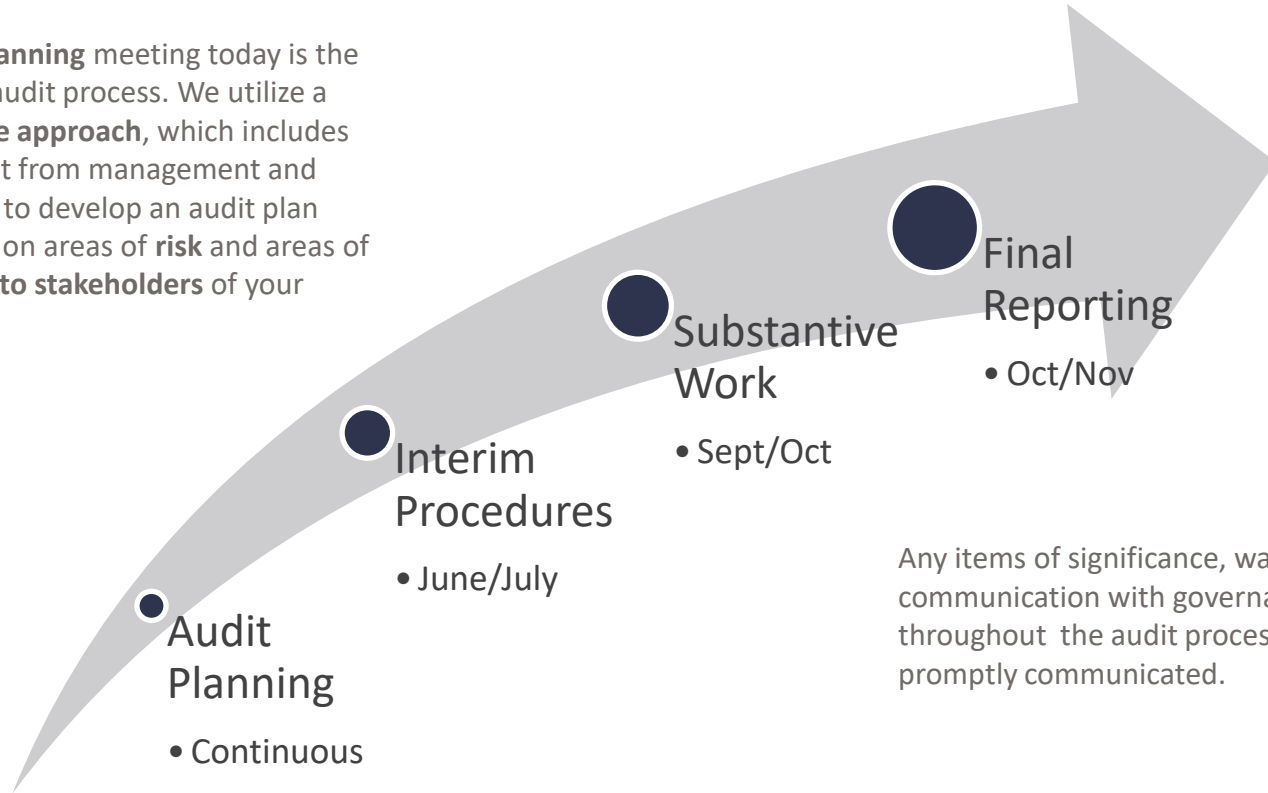 anning meeting today is the
audit process. We utilize a
e approach, which includes
t from management and
to develop an audit plan
on areas of risk and areas of
to stakeholders of your
Final
Reporting
• Oct/Nov
Substantive
Work
• Sept/Oct
Interim
Procedures
• June/July
Audit
Planning
• Continuous
Any items of significance, wa
communication with governa
throughout the audit proces
promptly communicated.